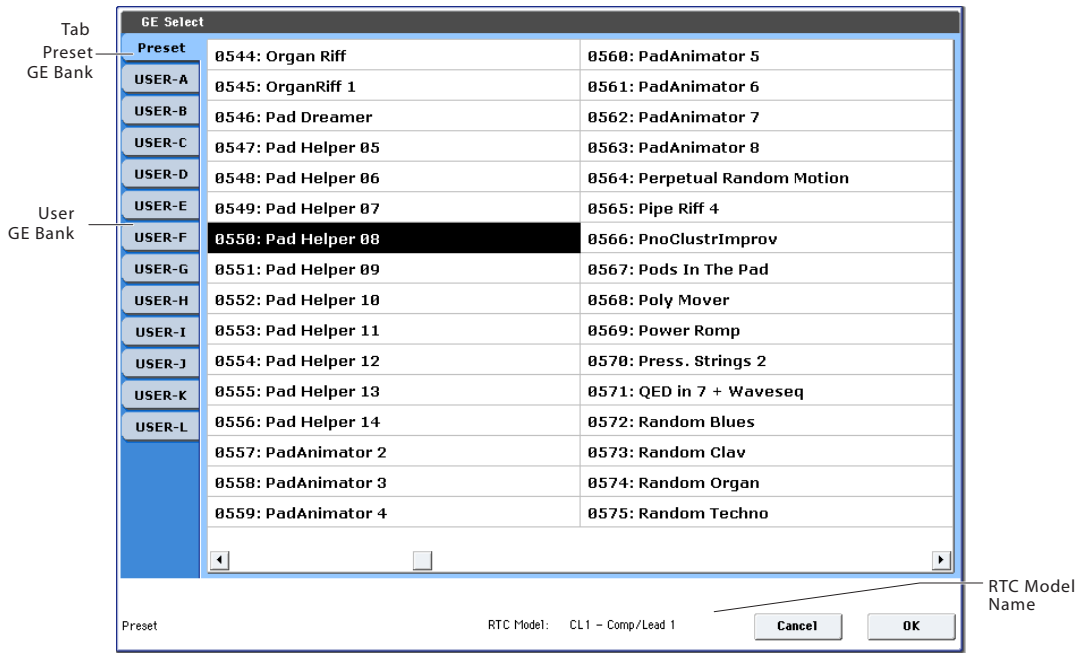 GE Select
Tab
Preset
GE Bank
User
GE Bank
Preset
USER-A
USER-B
USER-C
USER-D
USER-E
USER-F
USER-G
USER-H
USER-I
USER-J
USER-K
USER-L
0544: Organ Riff
0545: OrganRiff 1
0546: Pad Dreamer
0547: Pad Helper 05
0548: Pad Helper 06
0549: Pad Helper 07
0550: Pad Helper 08
0551: Pad Helper 09
0552: Pad Helper 10
0553: Pad Helper 11
0554: Pad Helper 12
0555: Pad Helper 13
0556: Pad Helper 14
0557: PadAnimator 2
0558: PadAnimator 3
0559: PadAnimator 4
0560: PadAnimator 5
0561: PadAnimator 6
0562: PadAnimator 7
0563: PadAnimator 8
0564: Perpetual Random Motion
0565: Pipe Riff 4
0566: PnoClustrImprov
0567: Pods In The Pad
0568: Poly Mover
0569: Power Romp
0570: Press. Strings 2
0571: QED in 7 + Waveseq
0572: Random Blues
0573: Random Clav
0574: Random Organ
0575: Random Techno
RTC Model
Name
Preset
RTC Model: CL1 - Comp/Lead 1
Cancel
OK